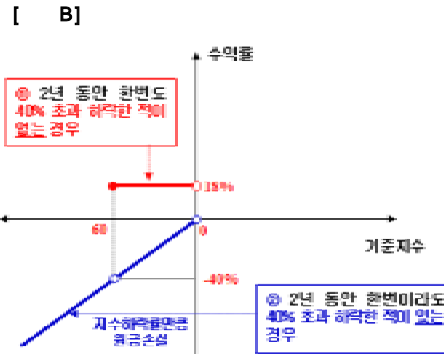 [ B]
수익률
ⓐ 2년 동안 한번도
40% 초과 하락한 적이
없는 경우
15%
60
0
기준지수
-40%
ⓑ 2년 동안 한번이라도
40% 초과 하락한 적이 있는
경우
지수하락률만큼
원금손실